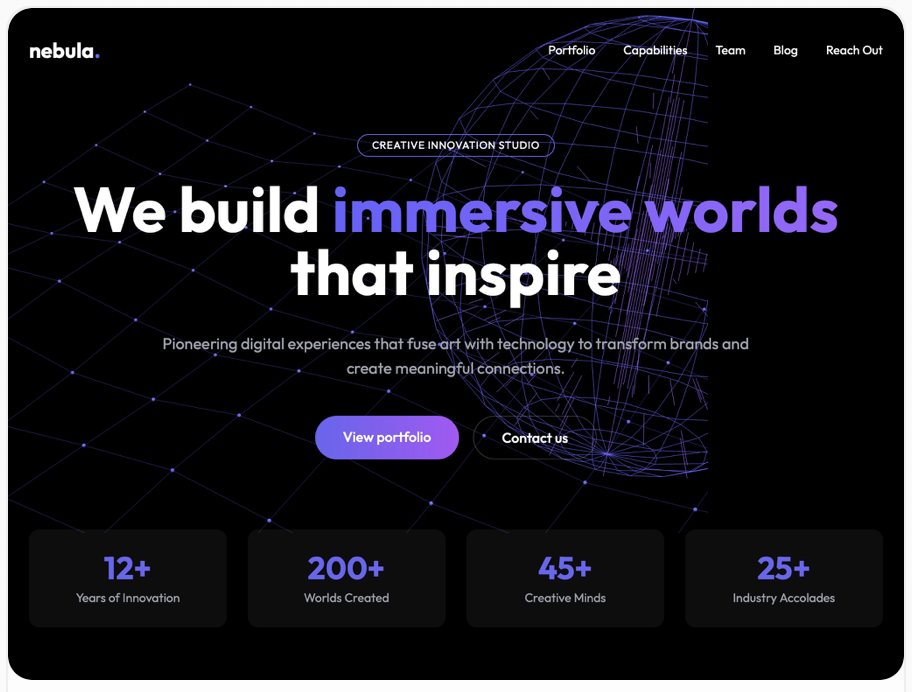 nebula.
Portfolio
Capabilities
Team
Blog
Reach Out
CREATIVE INNOVATION STUDIO
We build immersive worlds
that inspire
Pioneering digital experiences that fuse art with technology to transform brands and
create meaningful connections.
View portfolio
Contact us
12+
Years of Innovation
200+
Worlds Created
45+
Creative Minds
25+
Industry Accolades